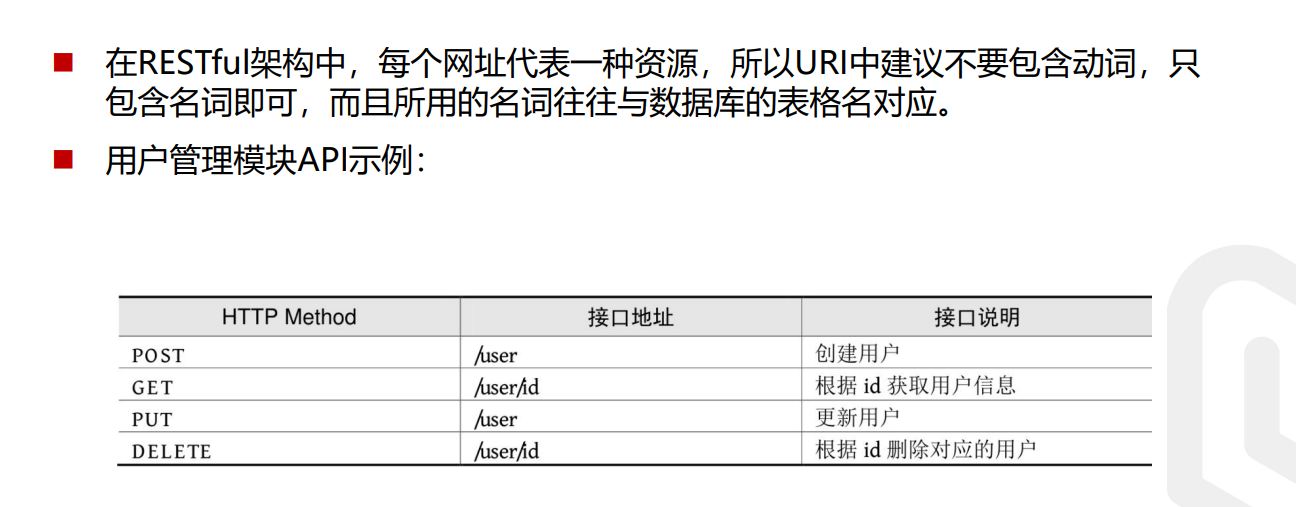 在RESTful架构中，每个网址代表一种资源，所以URI中建议不要包含动词，只
包含名词即可，而且所用的名词往往与数据库的表格名对应。
用户管理模块API示例：
HTTP Method 接口地址 接口说明
POST /user 创建用户
GET /user/id 根据 id 获取用户信息
PUT /user 更新用户
DELETE /user/id 根据 id 删除对应的用户